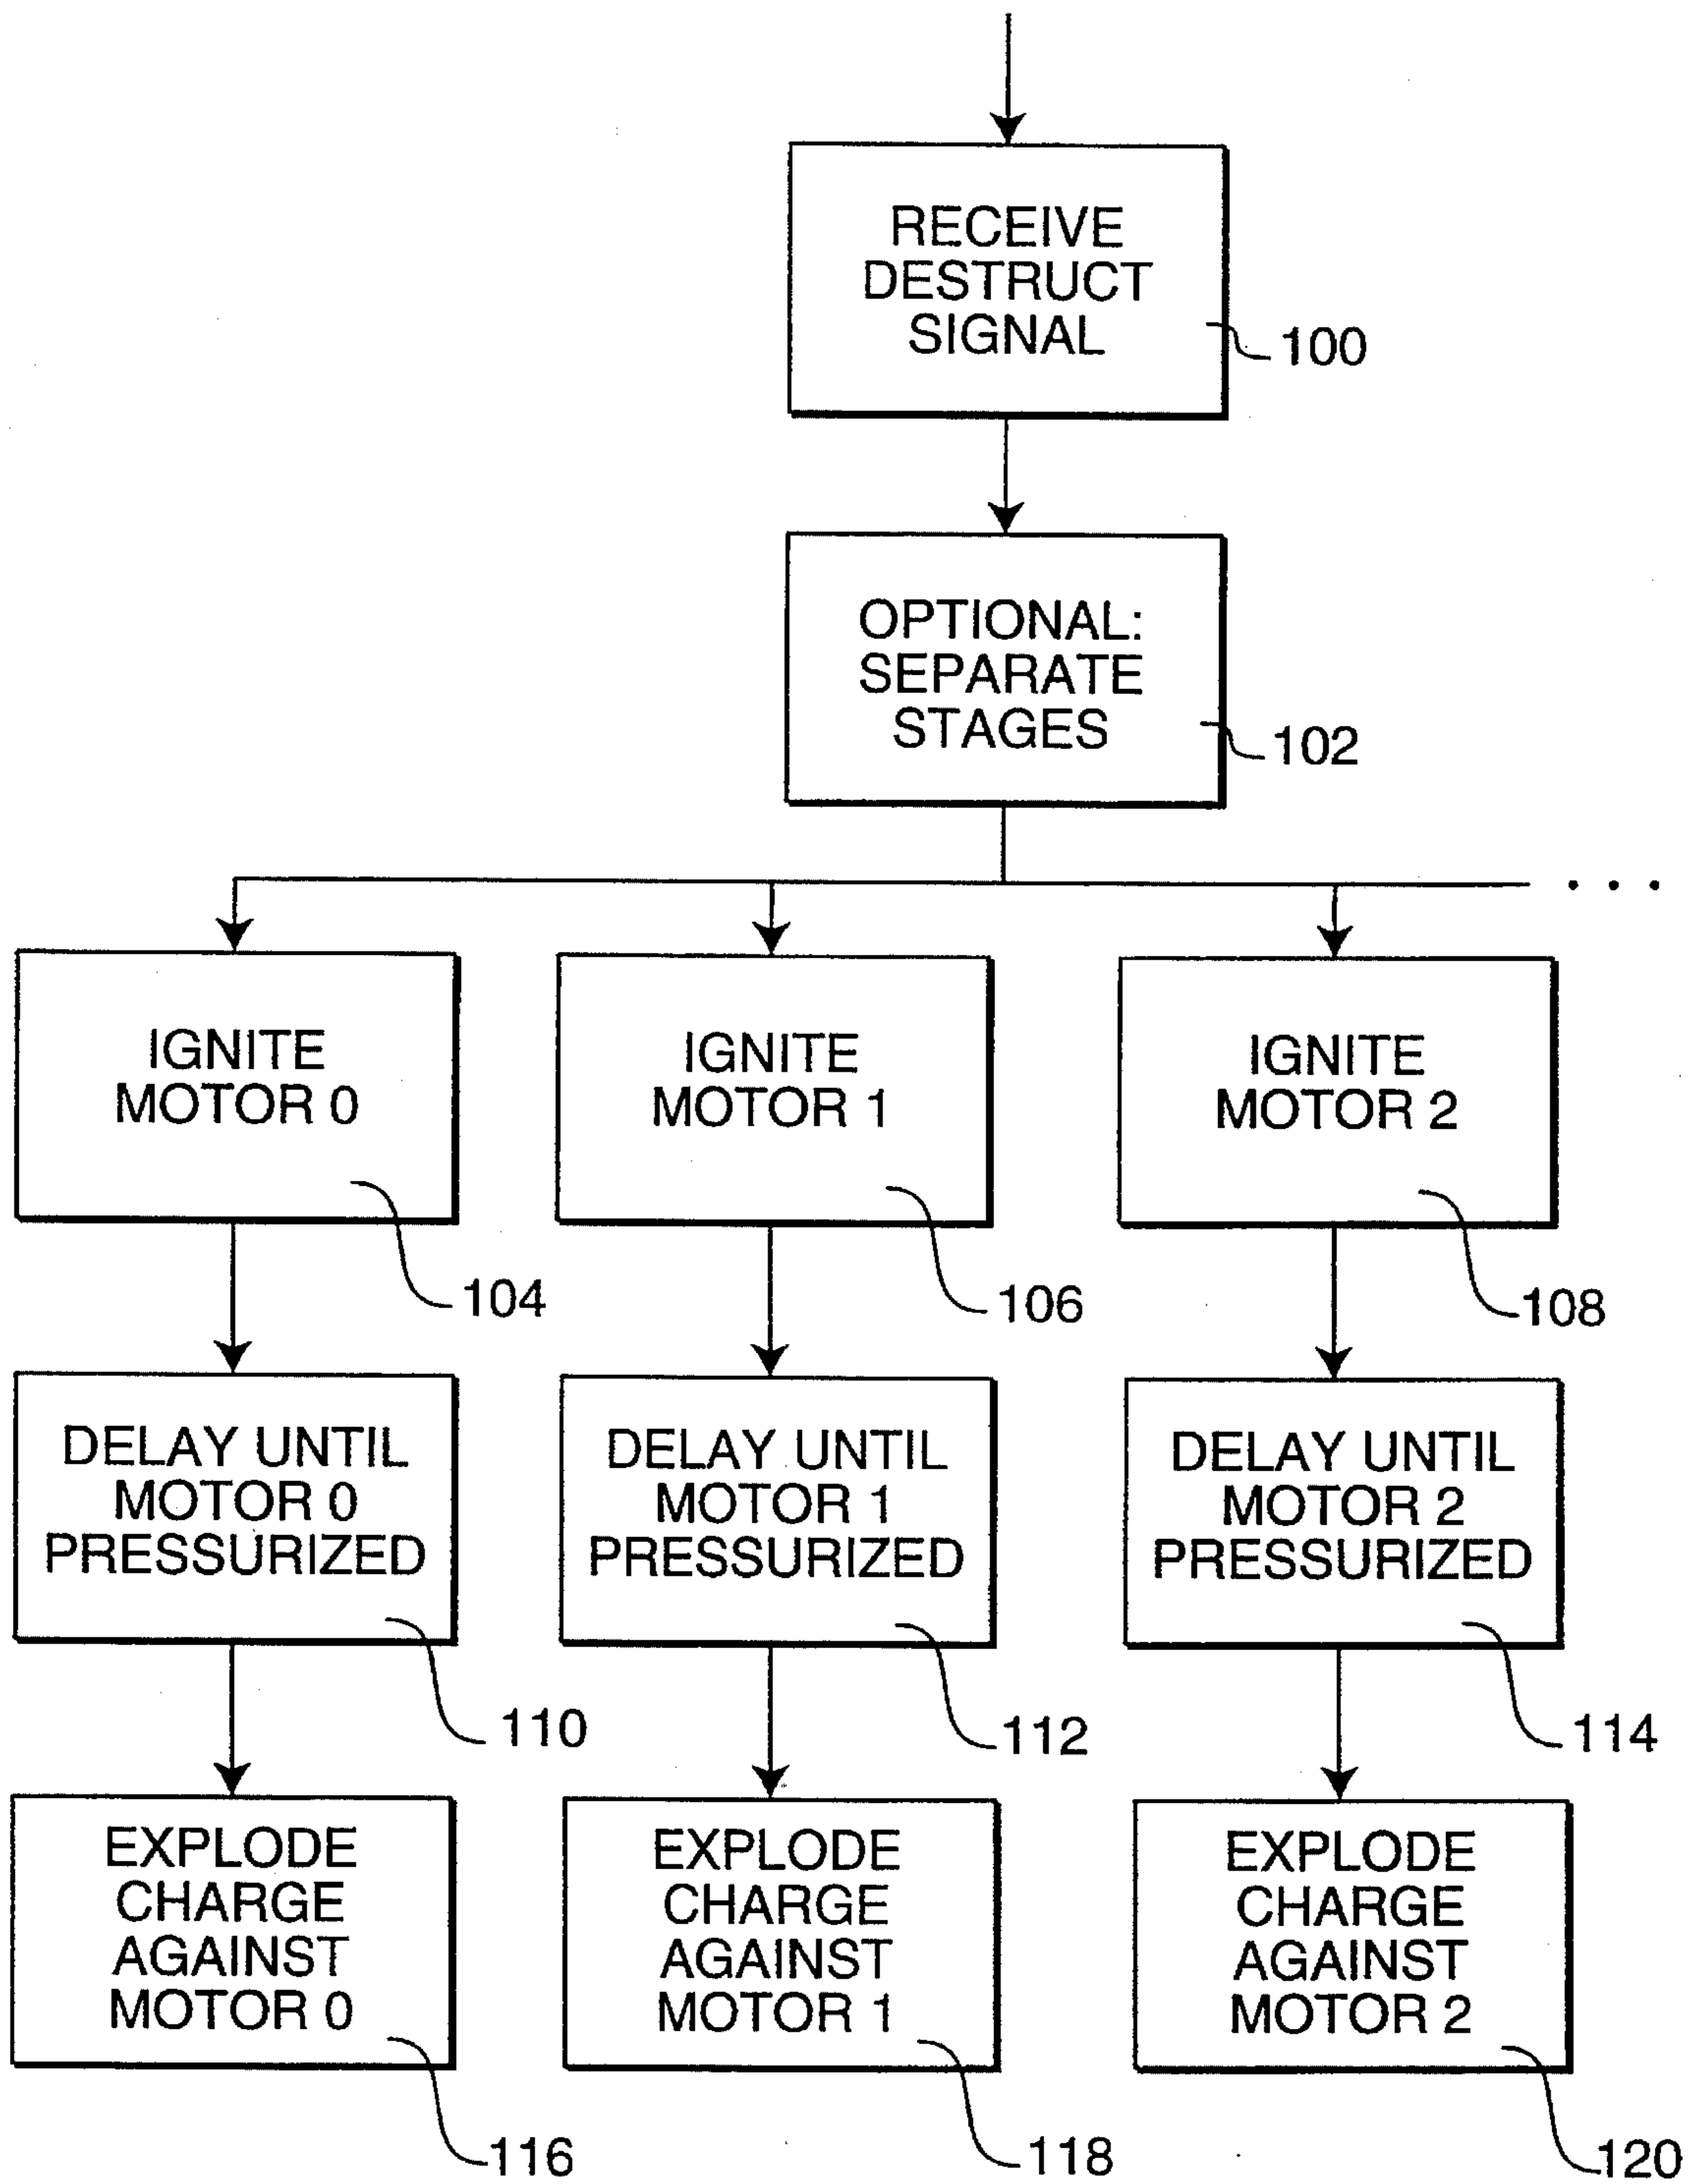 RECEIVE
DESTRUCT
SIGNAL
100
OPTIONAL:
SEPARATE
STAGES
102
. . .
IGNITE
MOTOR 0
104
IGNITE
MOTOR 1
106
IGNITE
MOTOR 2
108
DELAY UNTIL
MOTOR 0
PRESSURIZED
110
DELAY UNTIL
MOTOR 1
PRESSURIZED
112
DELAY UNTIL
MOTOR 2
PRESSURIZED
114
EXPLODE
CHARGE
AGAINST
MOTOR 0
116
EXPLODE
CHARGE
AGAINST
MOTOR 1
118
EXPLODE
CHARGE
AGAINST
MOTOR 2
120